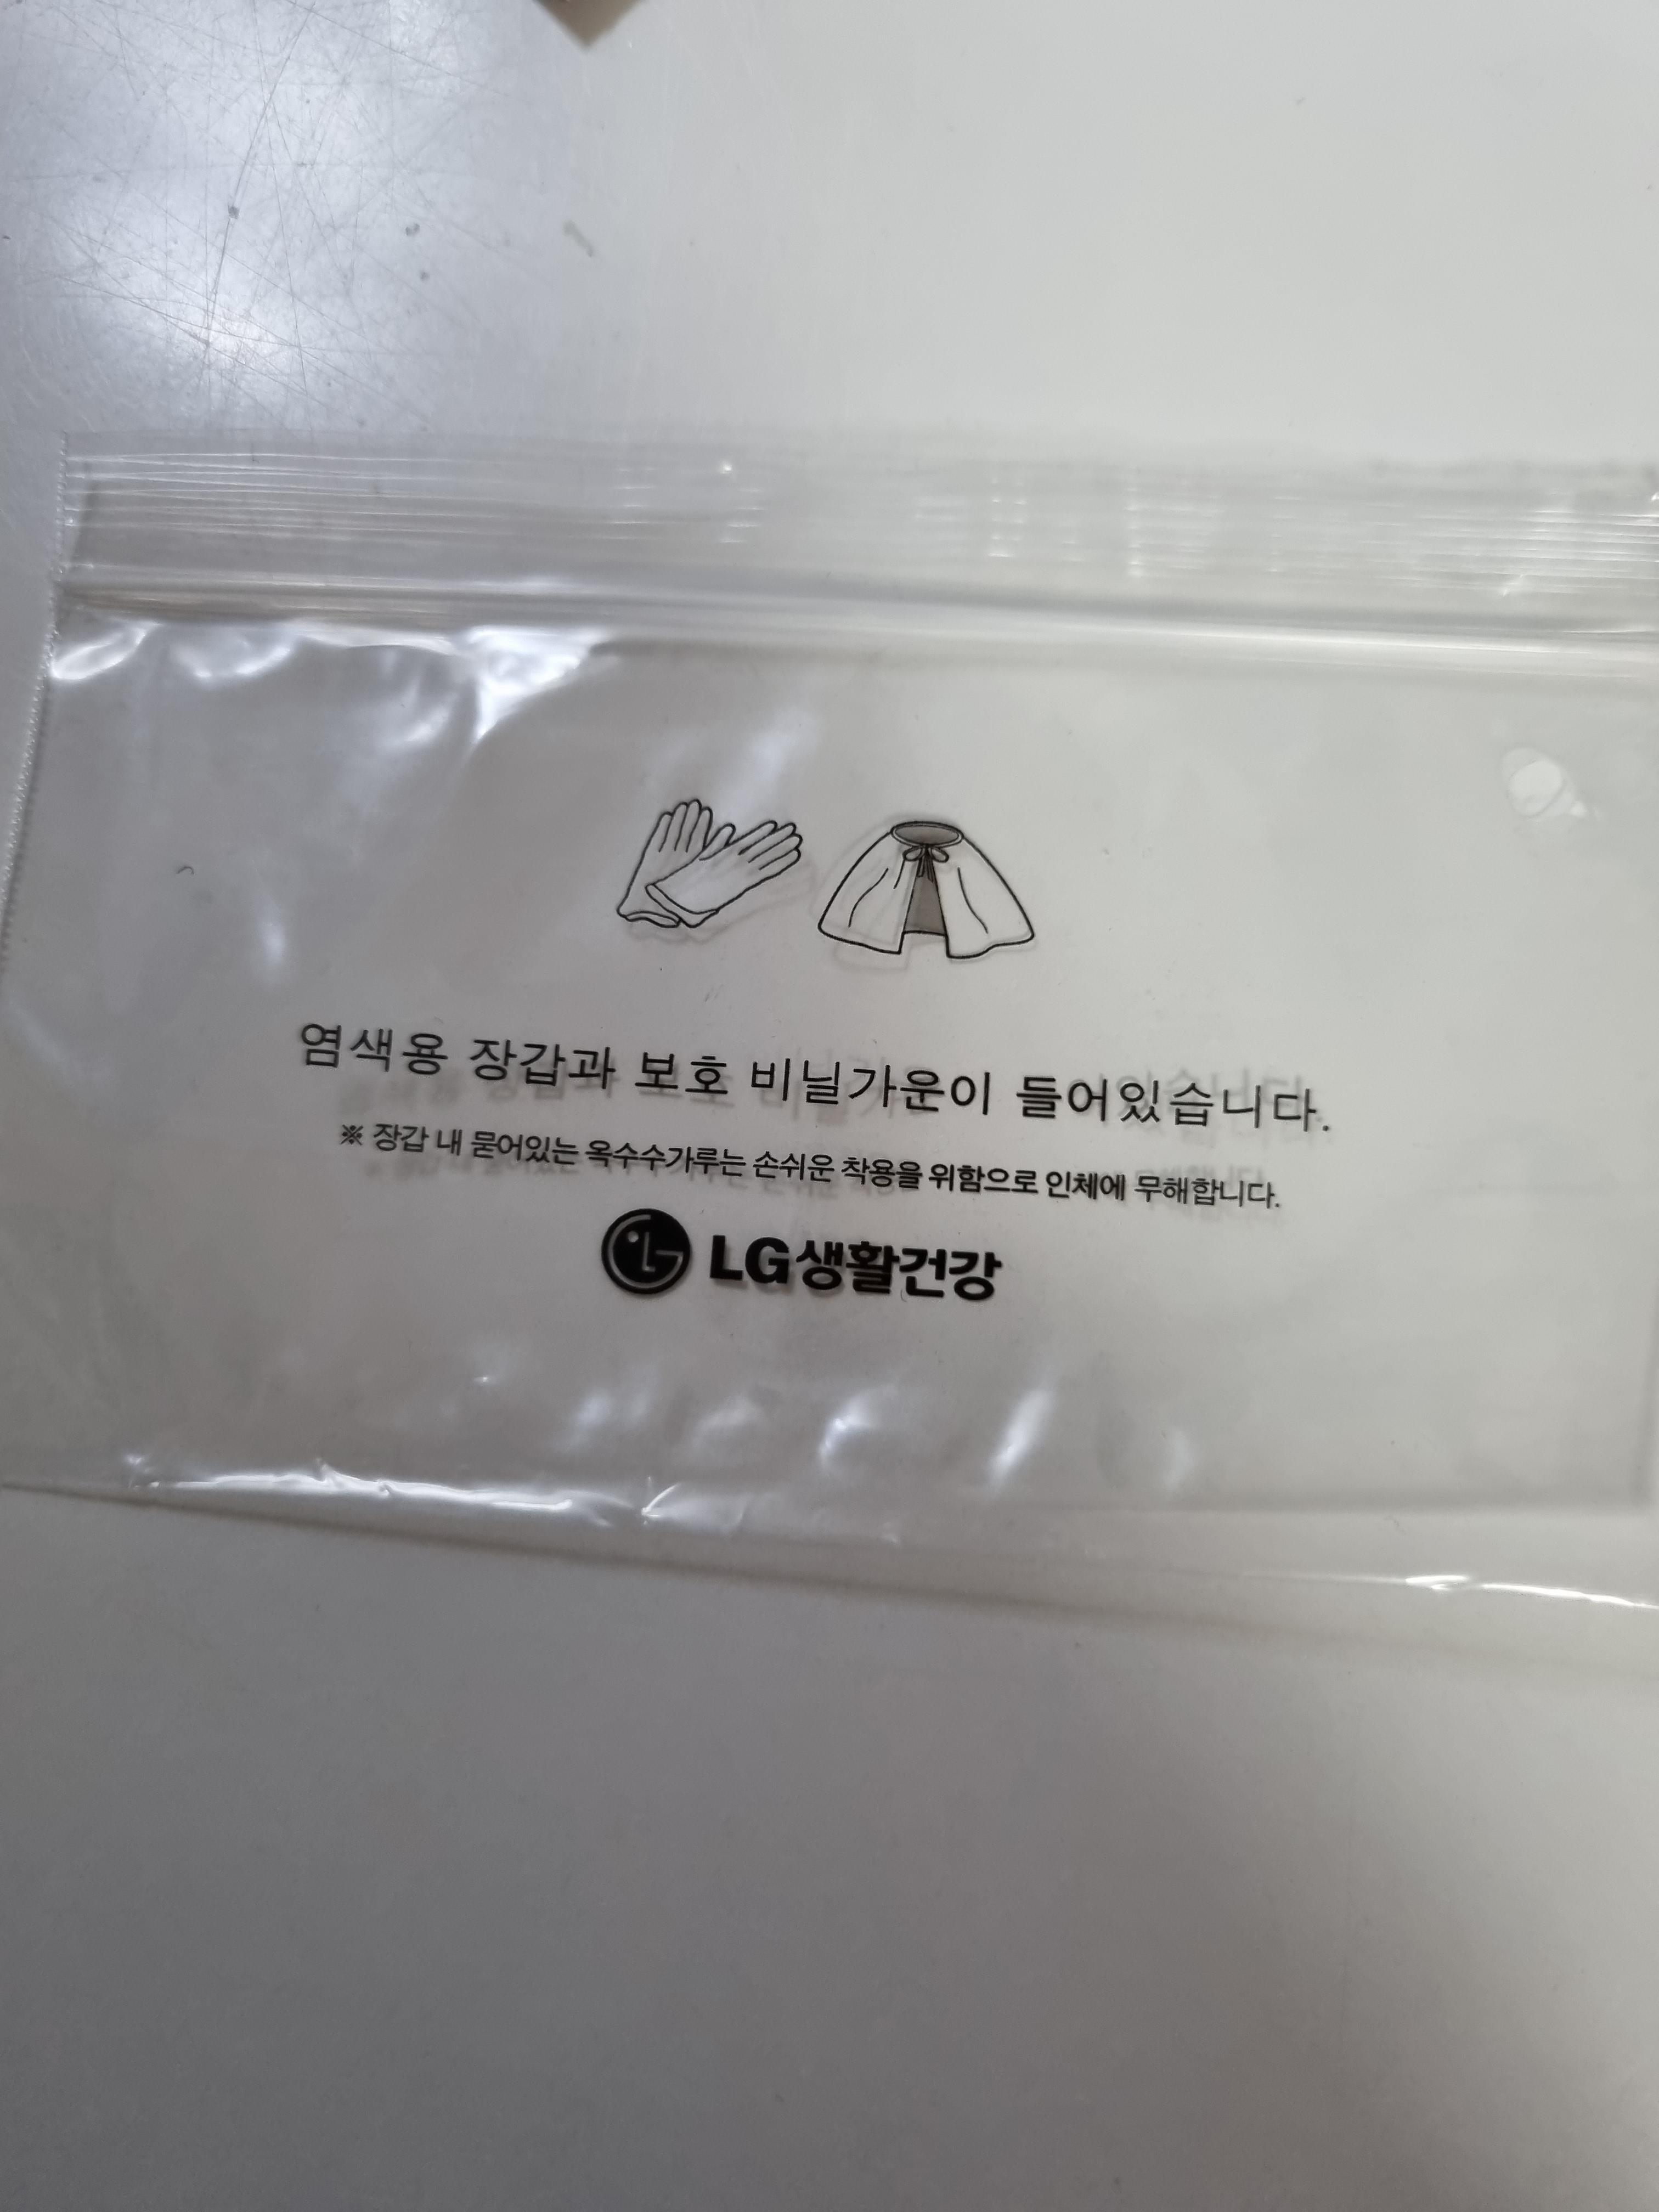 염색용 장갑과 보호 비닐가운이 들어있습니다.
※ 장갑 내 묻어있는 옥수수가루는 손쉬운 착용을 위함으로 인체에 무해합니다.
LG생활건강